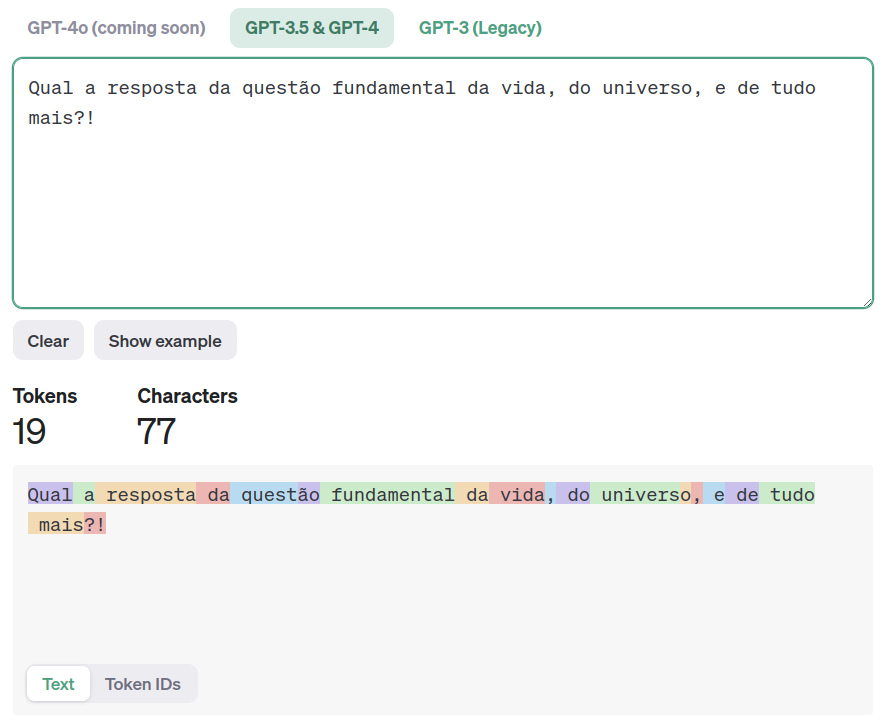 GPT-4o (coming soon) GPT-3.5 & GPT-4 GPT-3 (Legacy)
Qual a resposta da questão fundamental da vida, do universo, e de tudo
mais?!
Clear Show example
Tokens Characters
19 77
Qual a resposta da questão fundamental da vida, do universo, e de tudo
mais?!
Text Token IDs